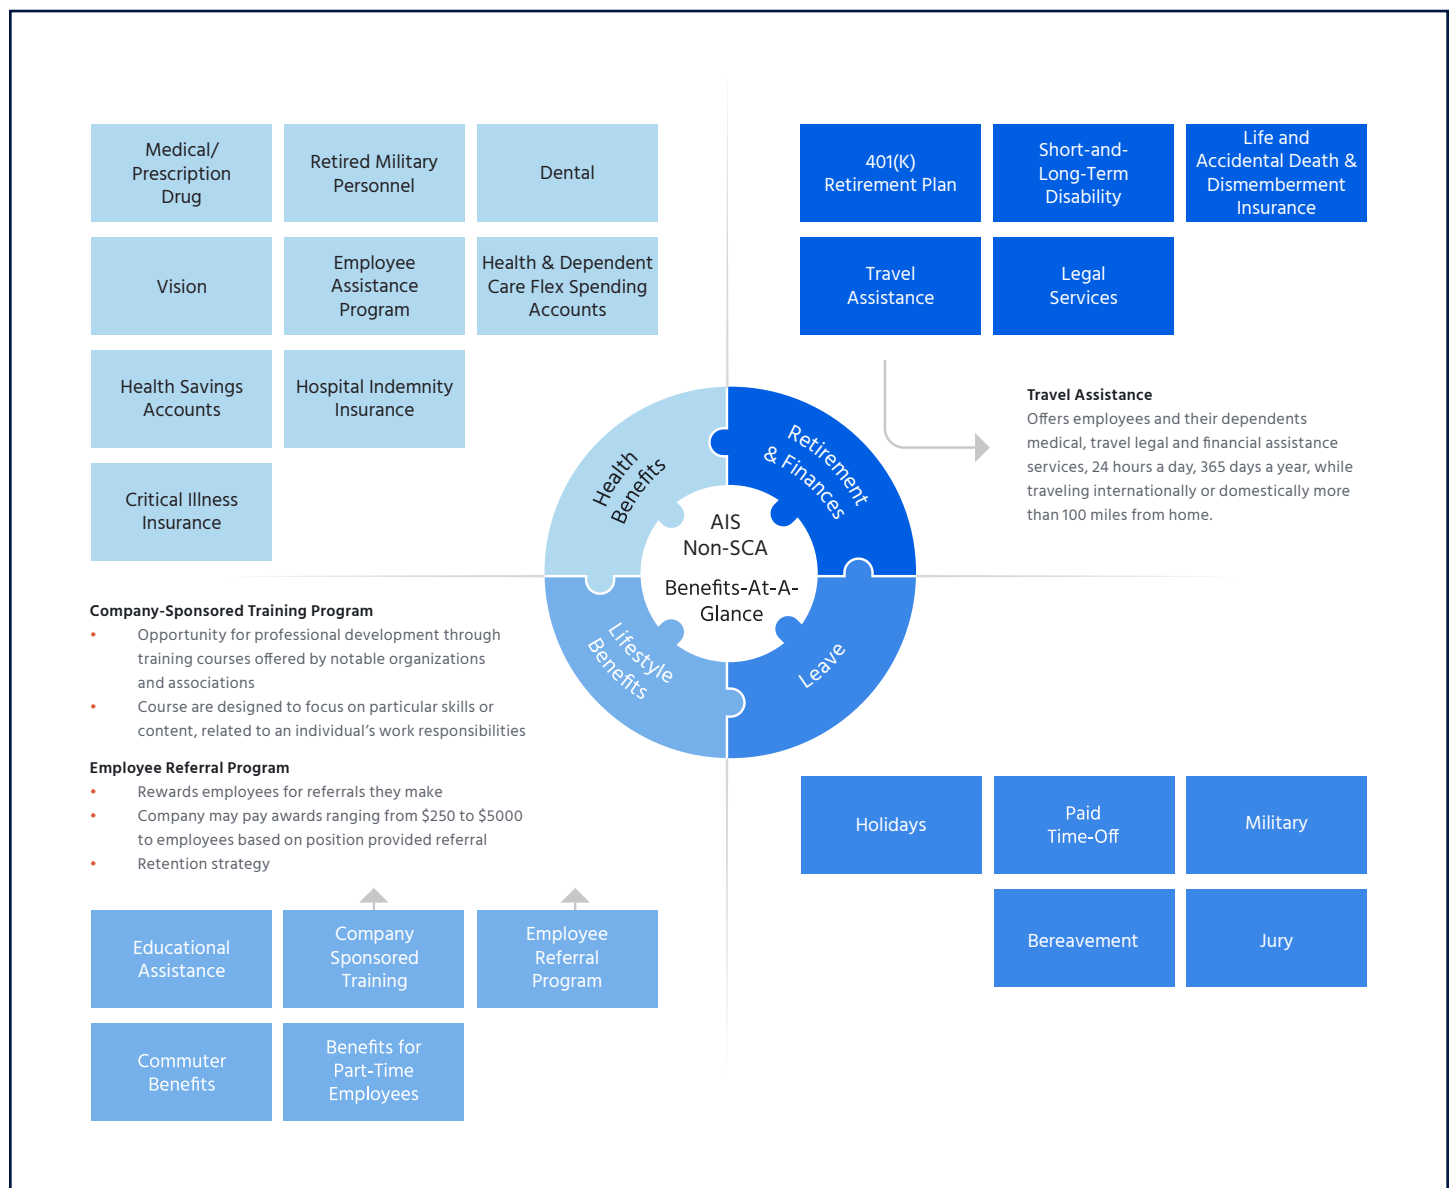 Medical/
Prescription
Drug
Retired Military
Personnel
Dental
Vision
Employee
Assistance
Program
Health & Dependent
Care Flex Spending
Accounts
Health Savings
Accounts
Hospital Indemnity
Insurance
Critical Illness
Insurance
401(K)
Retirement Plan
Short-and-
Long-Term
Disability
Life and
Accidental Death &
Dismemberment
Insurance
Travel
Assistance
Legal
Services
Travel Assistance
Offers employees and their dependents
medical, travel legal and financial assistance
services, 24 hours a day, 365 days a year, while
traveling internationally or domestically more
than 100 miles from home.
Health
Benefits
Retirement
& Finances
AIS
Non-SCA
Benefits-At-A-
Glance
Lifestyle
Benefits
Leave
Company-Sponsored Training Program
• Opportunity for professional development through
training courses offered by notable organizations
and associations
• Course are designed to focus on particular skills or
content, related to an individual’s work responsibilities
Employee Referral Program
• Rewards employees for referrals they make
• Company may pay awards ranging from $250 to $5000
to employees based on position provided referral
• Retention strategy
Educational
Assistance
Company
Sponsored
Training
Employee
Referral
Program
Commuter
Benefits
Benefits for
Part-Time
Employees
Holidays
Paid
Time-Off
Military
Bereavement
Jury